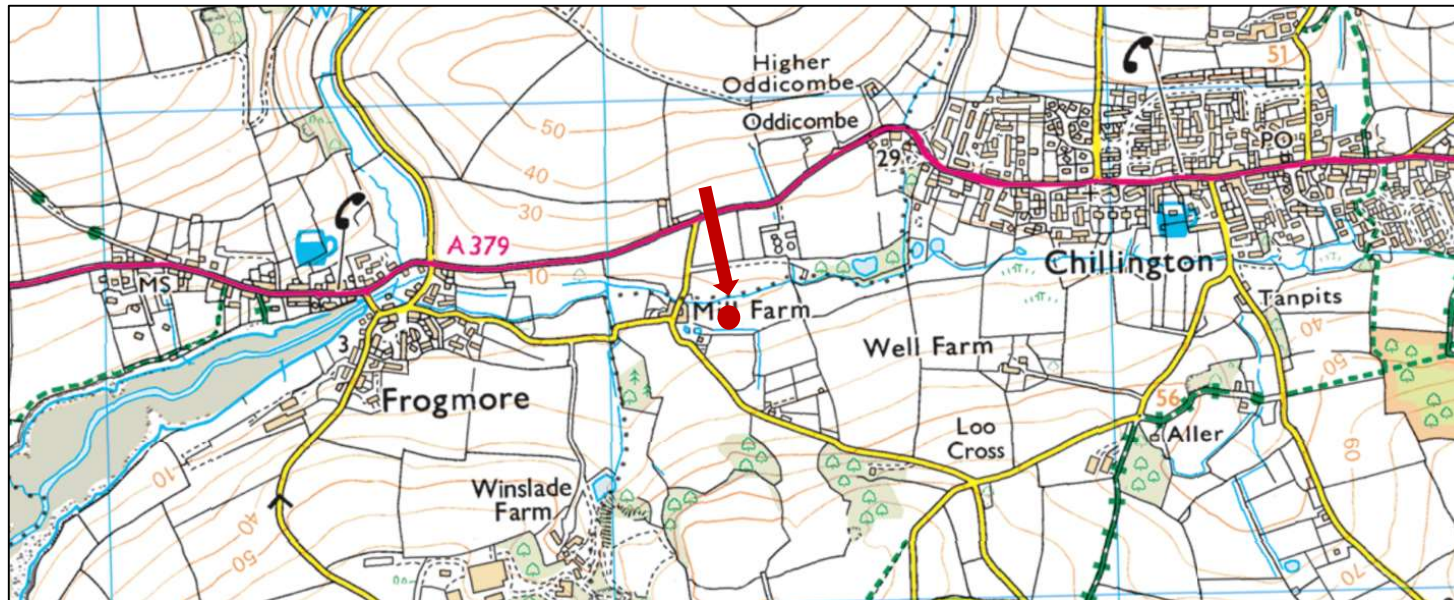 W
51
Higher
Oddicombe
50
Oddicombe
PO
29
40
30
A 379
10
MS
Chillington
Mill Farm
Tanpits
40
50
Well Farm
3
Frogmore
56
Loo
Cross
Aller
10
60
Winslade
Farm
40
50
70